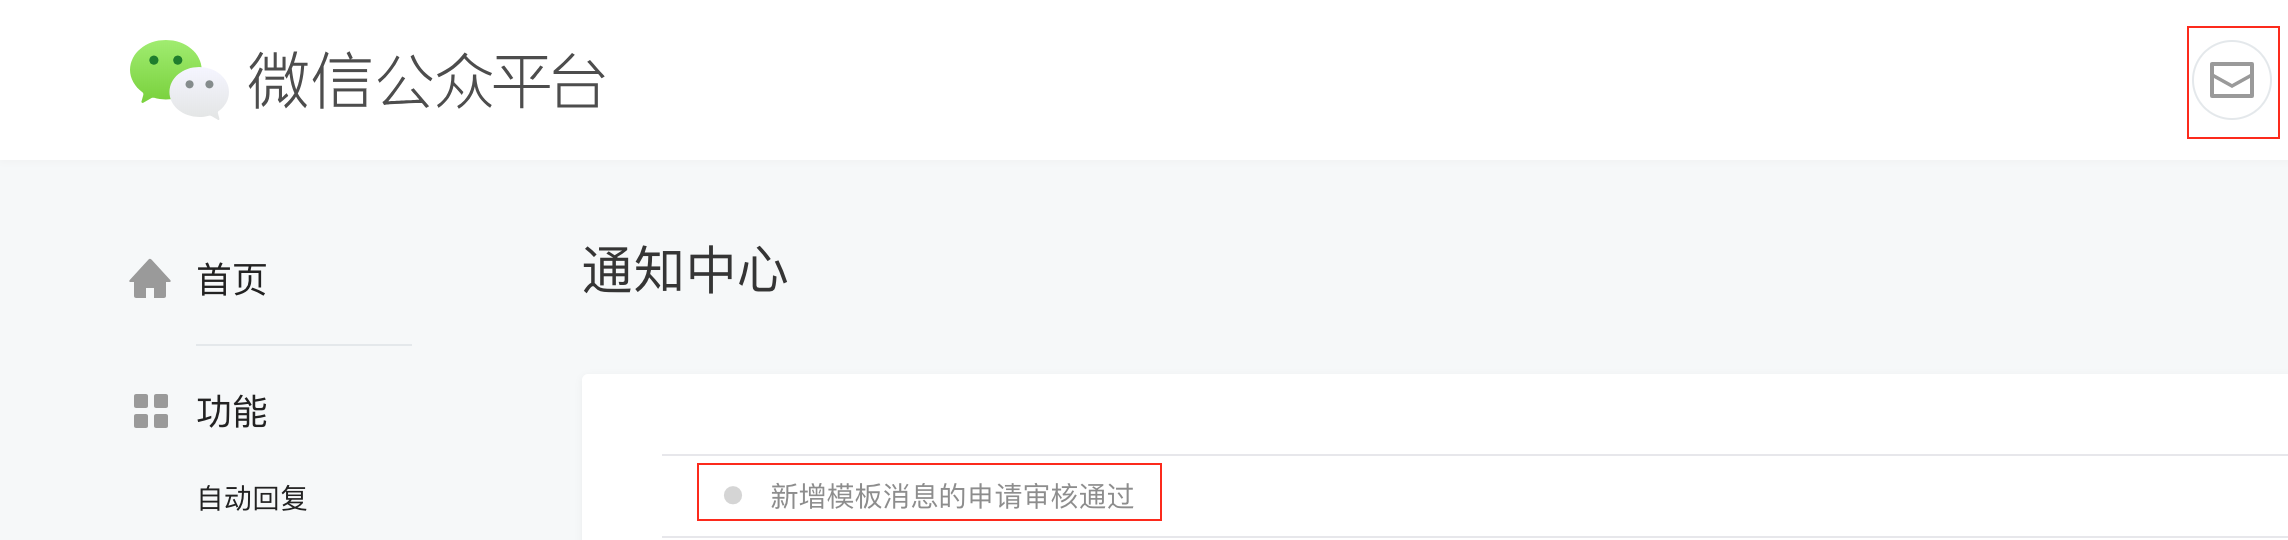 微信公众平台
首页
通知中心
功能
自动回复
新增模板消息的申请审核通过